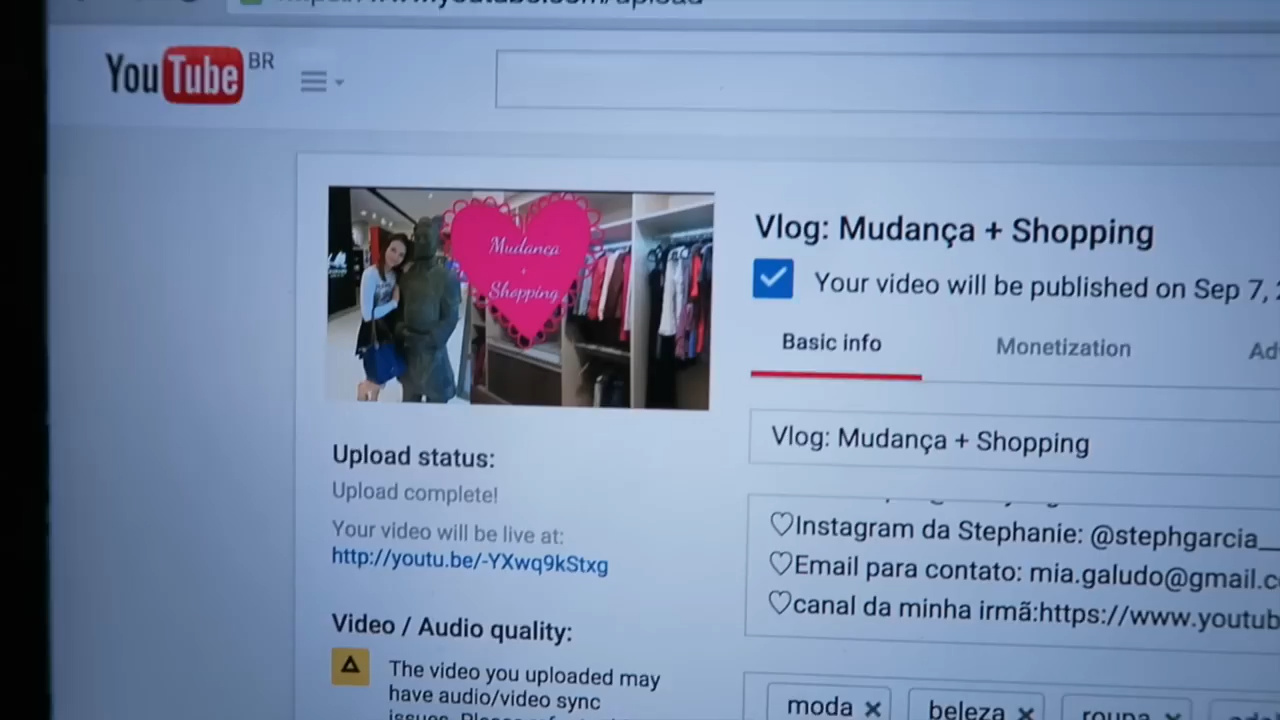 YouTube BR
Mudança
+
Shopping
Vlog: Mudança + Shopping
Your video will be published on Sep 7,
Basic info
Monetization
Ad
Vlog: Mudança + Shopping
♡Instagram da Stephanie: @stephgarcia__
♡Email para contato: mia.galudo@gmail.c
♡canal da minha irmã:https://www.youtub
moda ×
beleza ×
roupa ×
Upload status:
Upload complete!
Your video will be live at:
http://youtu.be/-YXwq9kStxg
Video / Audio quality:
The video you uploaded may
have audio/video sync